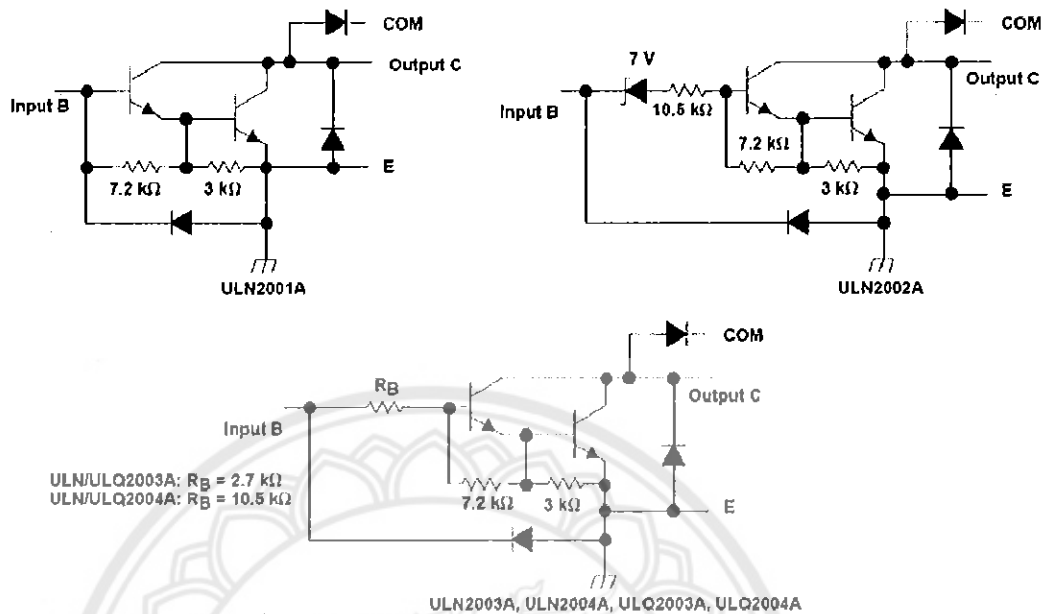 COM
Output C
Input B
7.2 kΩ
3 kΩ
E
ULN2001A
COM
7 V
Output C
Input B
10.5 kΩ
7.2 kΩ
3 kΩ
E
ULN2002A
COM
RB
Output C
Input B
ULN/ULQ2003A: RB = 2.7 kΩ
ULN/ULQ2004A: RB = 10.5 kΩ
7.2 kΩ
3 kΩ
E
ULN2003A, ULN2004A, ULQ2003A, ULQ2004A